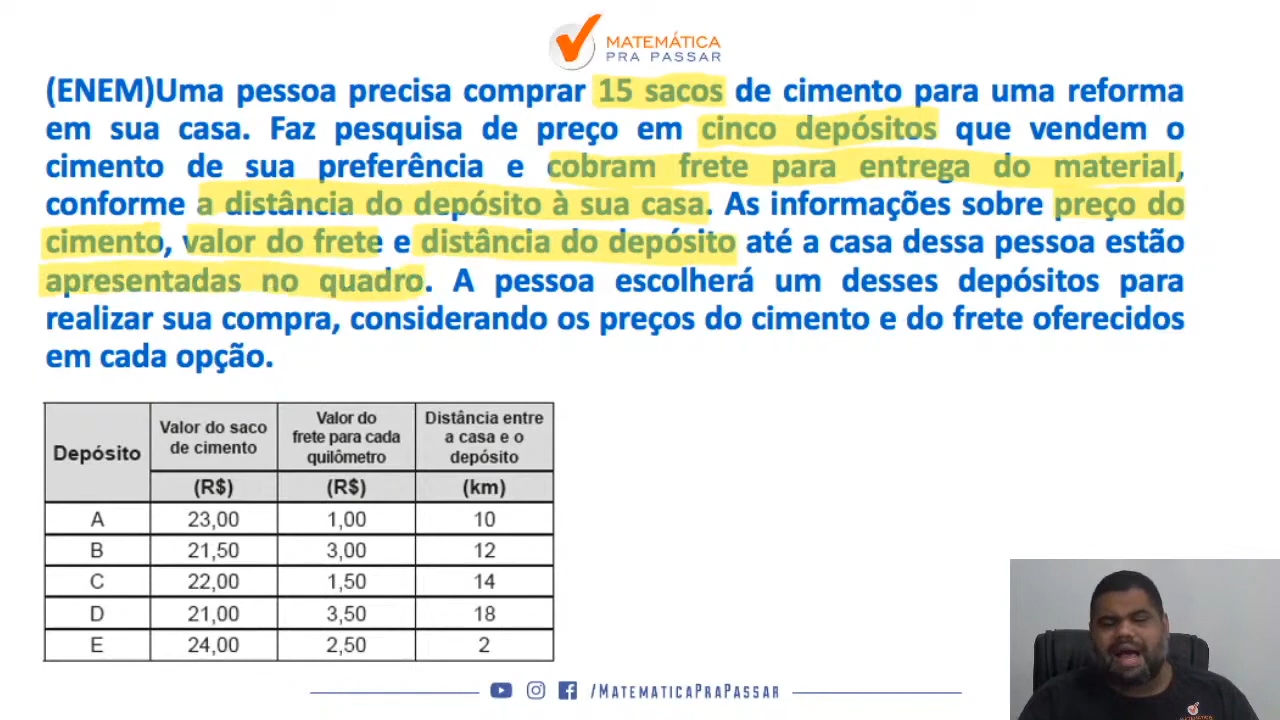 MATEMÁTICA
PRA PASSAR
(ENEM)Uma pessoa precisa comprar 15 sacos de cimento para uma reforma
em sua casa. Faz pesquisa de preço em cinco depósitos que vendem o
cimento de sua preferência e cobram frete para entrega do material,
conforme a distância do depósito à sua casa. As informações sobre preço do
cimento, valor do frete e distância do depósito até a casa dessa pessoa estão
apresentadas no quadro. A pessoa escolherá um desses depósitos para
realizar sua compra, considerando os preços do cimento e do frete oferecidos
em cada opção.
Depósito
Valor do saco
de cimento
(R$)
Valor do
frete para cada
quilômetro
(R$)
Distância entre
a casa e o
depósito
(km)
A 23,00 1,00 10
B 21,50 3,00 12
C 22,00 1,50 14
D 21,00 3,50 18
E 24,00 2,50 2
/MATEMATICAPRAPASSAR